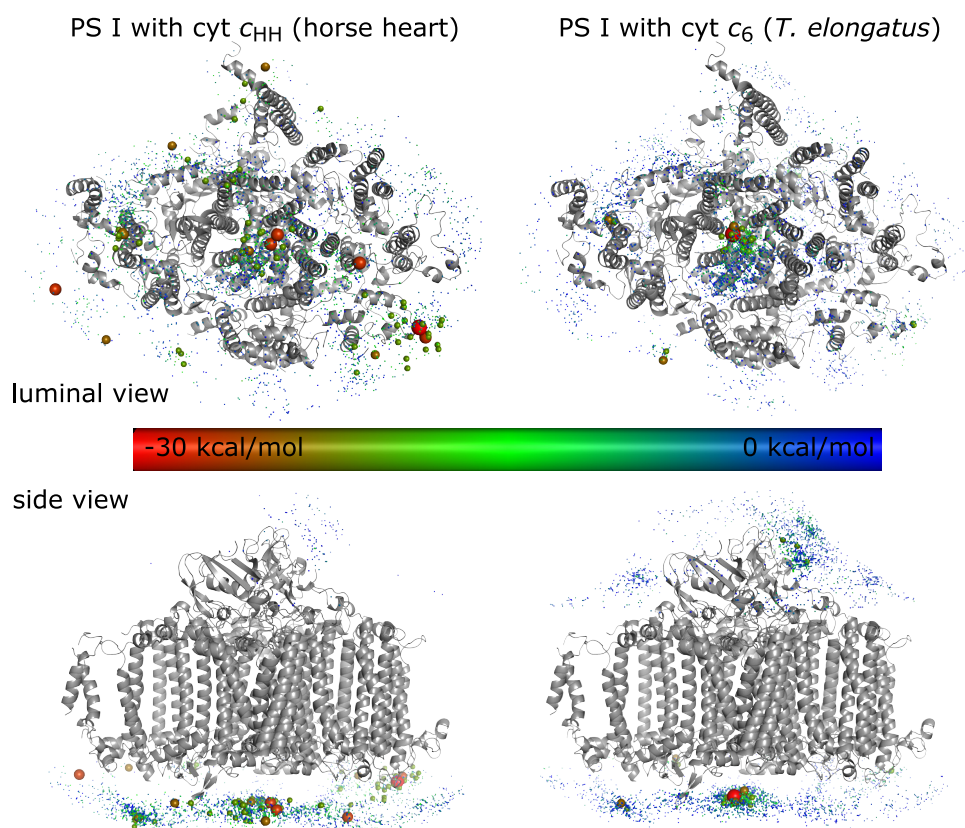 PS I with cyt cHH (horse heart)
PS I with cyt c6 (T. elongatus)
luminal view
-30 kcal/mol
0 kcal/mol
side view